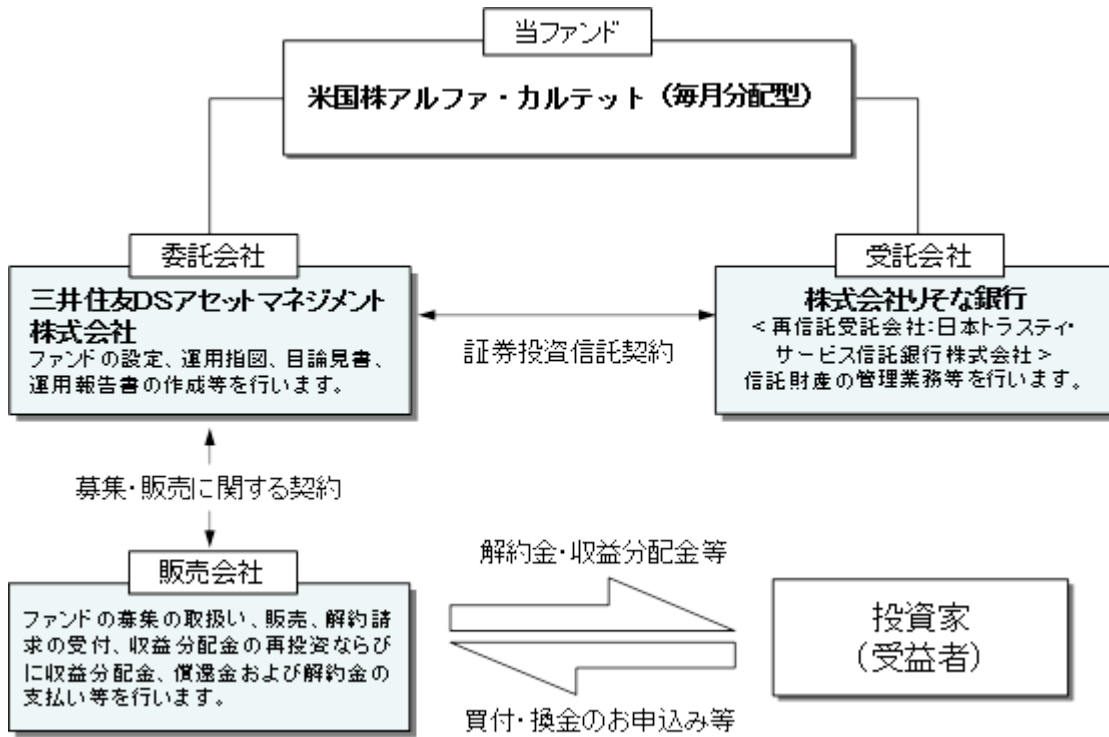 当ファンド
米国株アルファ・カルテット（毎月分配型）
委託会社
三井住友DSアセットマネジメント
株式会社
ファンドの設定、運用指図、目論見書、
運用報告書の作成等を行います。
証券投資信託契約
受託会社
株式会社りそな銀行
＜再信託受託会社：日本トラスティ・
サービス信託銀行株式会社＞
信託財産の管理業務等を行います。
募集・販売に関する契約
販売会社
ファンドの募集の取扱い、販売、解約請
求の受付、収益分配金の再投資ならび
に収益分配金、償還金および解約金の
支払い等を行います。
解約金・収益分配金等
買付・換金のお申込み等
投資家
（受益者）